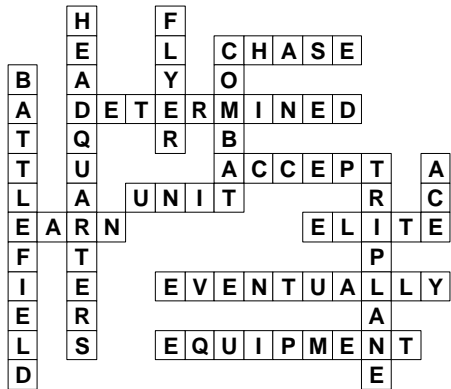 HEADQUARTERS
FLYER
CHASE
COMBAT
BATTLEFIELD
DETERMINED
ACCEPT
TRIPLANE
ACE
UNIT
EARN
ELITE
EVENTUALLY
EQUIPMENT